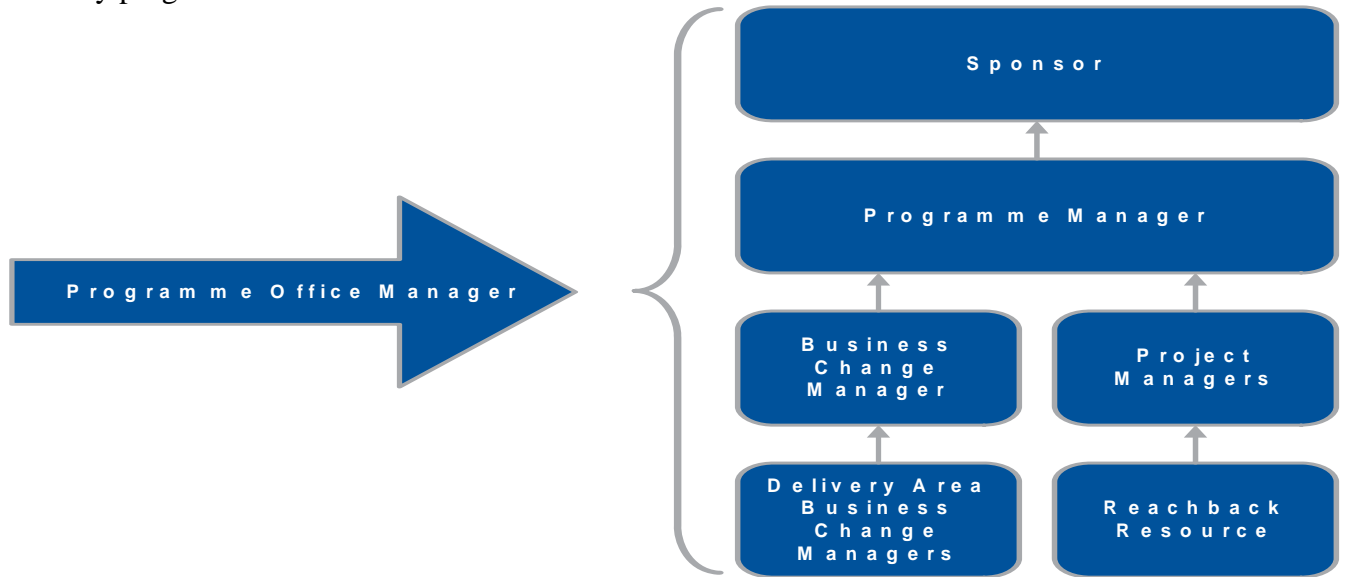 Sponsor
Programme Manager
Programme Office Manager
Business
Change
Manager
Project
Managers
Delivery Area
Business
Change
Managers
Reachback
Resource